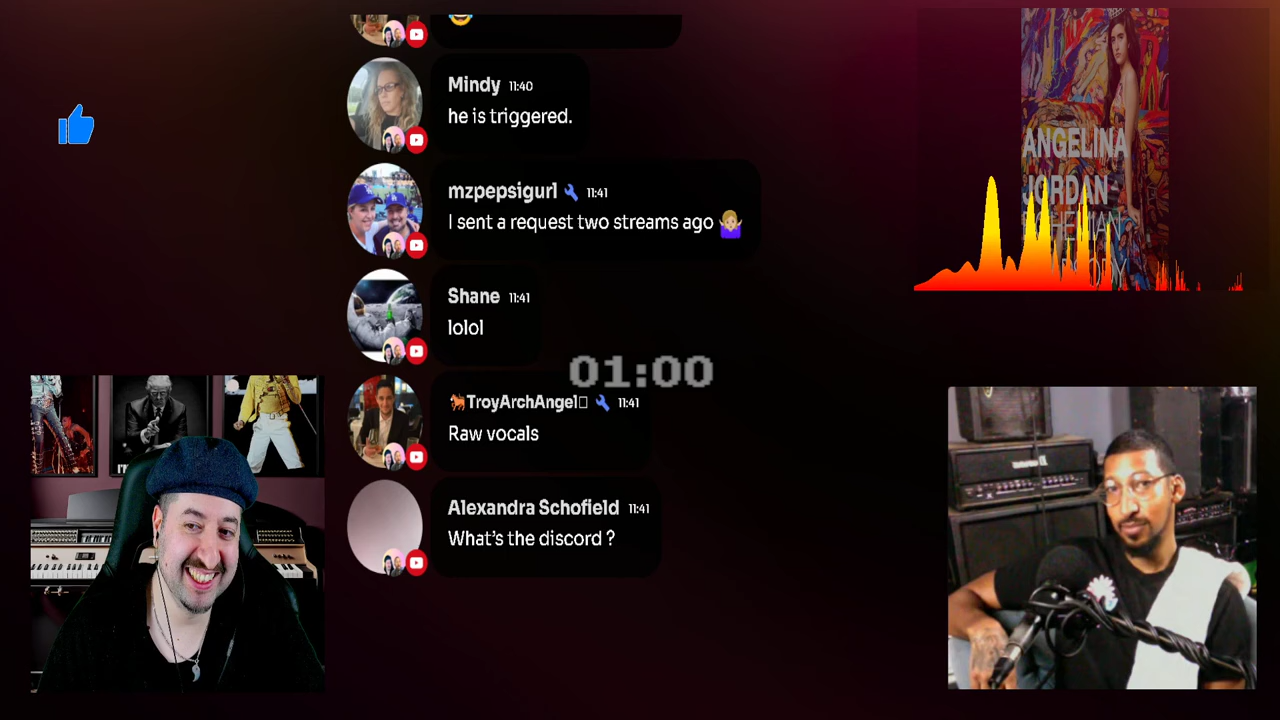 Mindy 11:40
he is triggered.
mzpepsigurl 11:41
I sent a request two streams ago
Shane 11:41
lolol
01:00
TroyArchAngel 11:41
Raw vocals
Alexandra Schofield 11:41
What's the discord ?
ANGELINA
JORDAN
BOHEMIAN